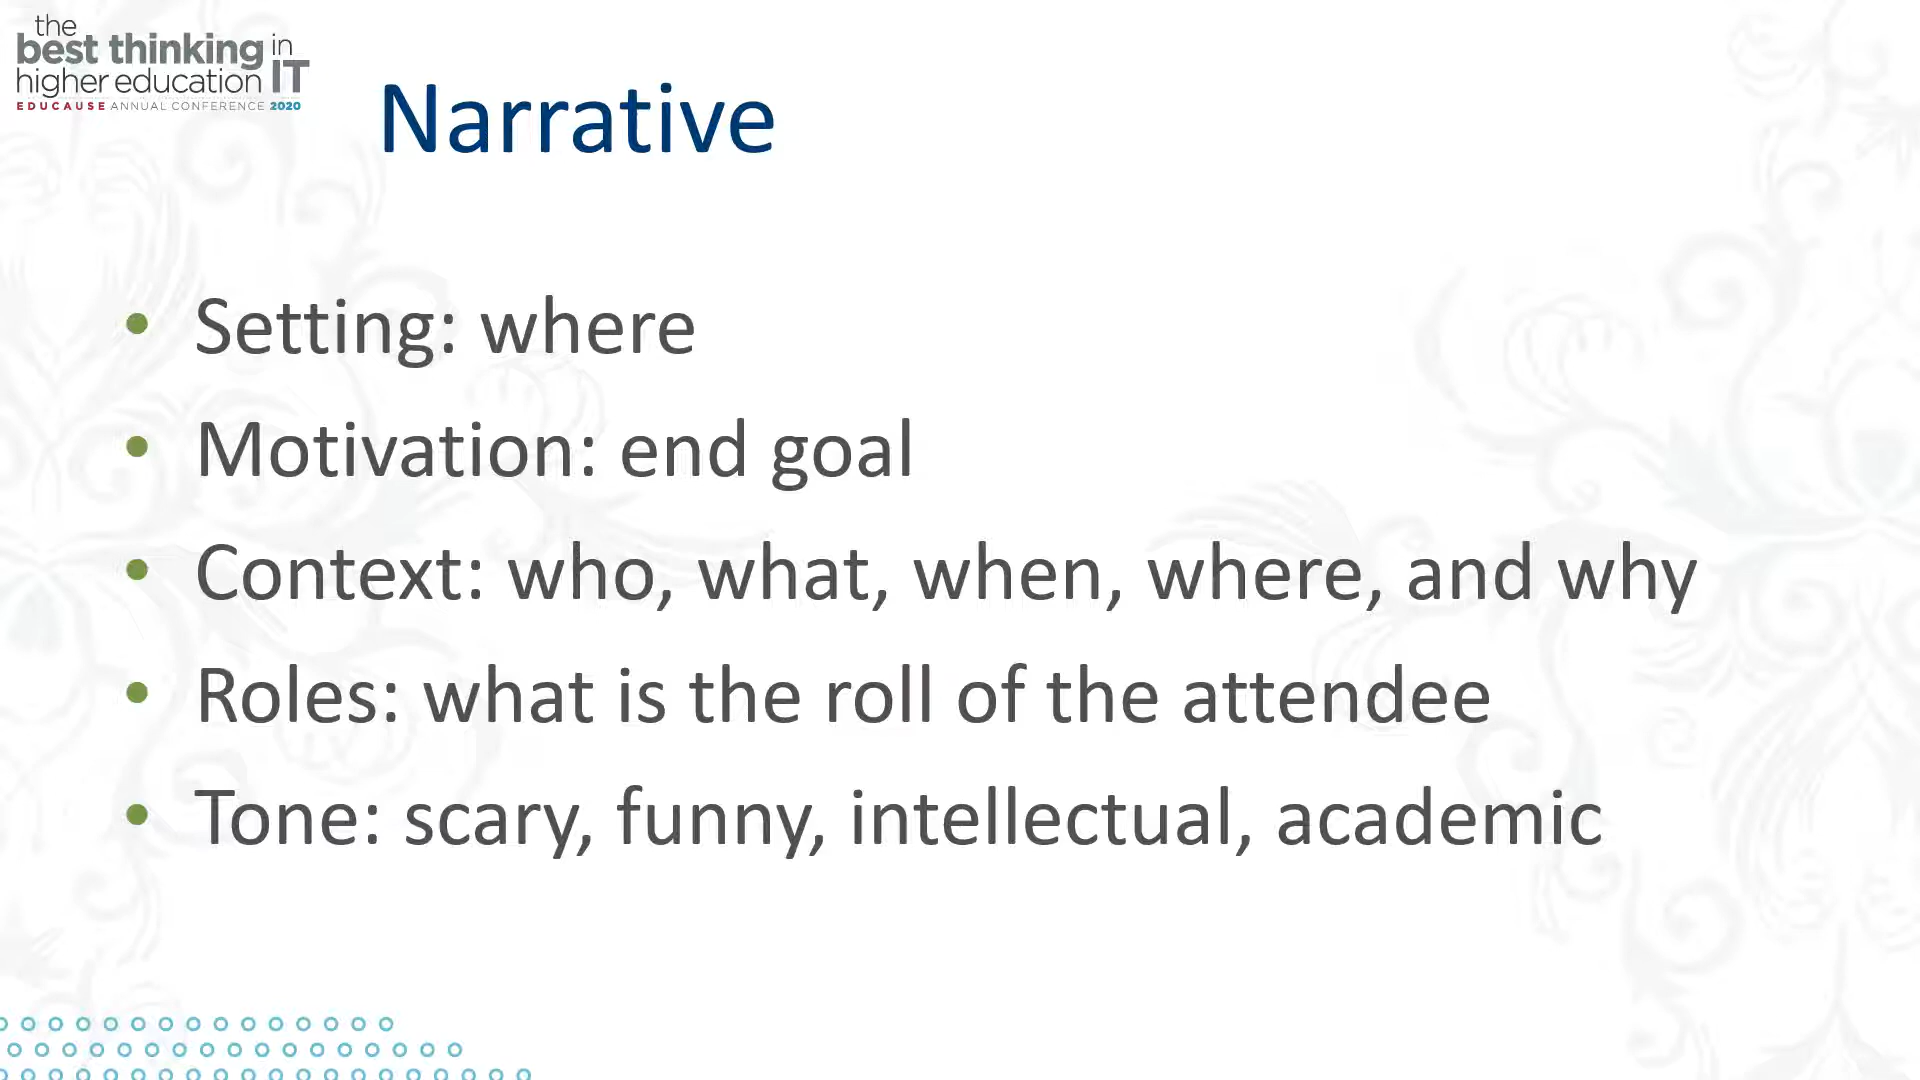 the
best thinking in
higher education IT
EDUCAUSE ANNUAL CONFERENCE 2020
Narrative
• Setting: where
• Motivation: end goal
• Context: who, what, when, where, and why
• Roles: what is the roll of the attendee
• Tone: scary, funny, intellectual, academic